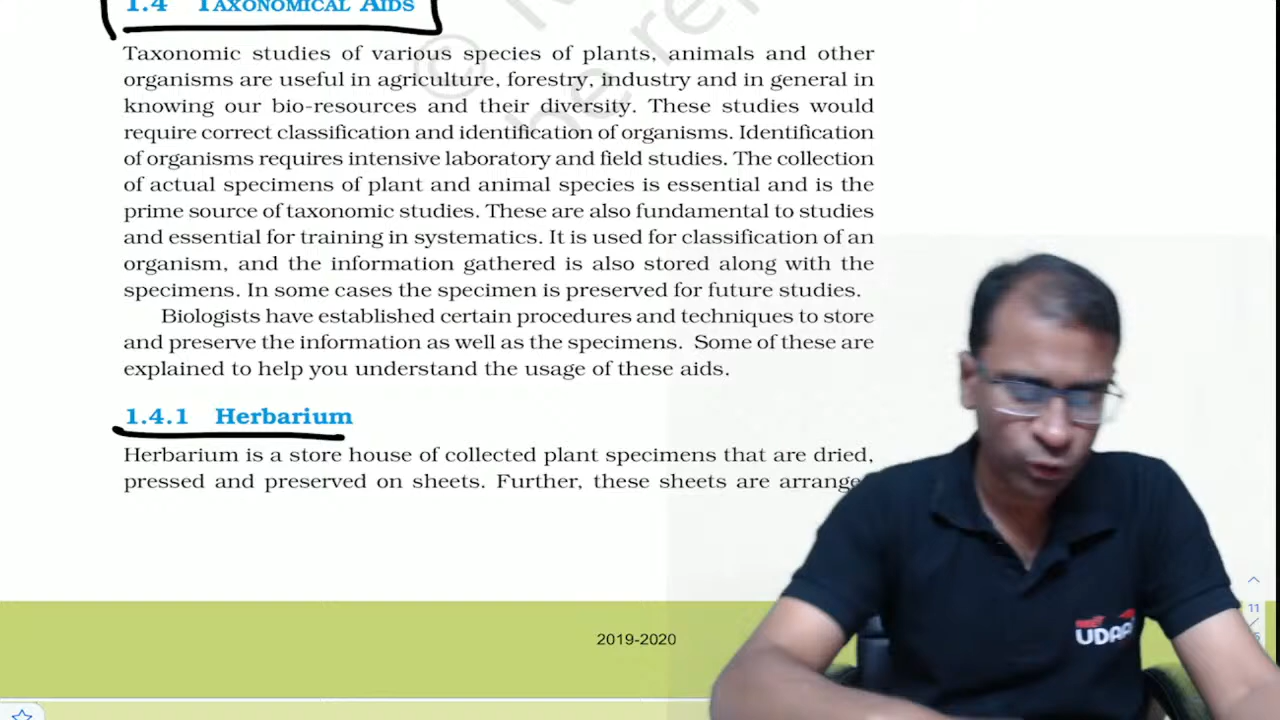 1.4 TAXONOMICAL AIDS
Taxonomic studies of various species of plants, animals and other
organisms are useful in agriculture, forestry, industry and in general in
knowing our bio-resources and their diversity. These studies would
require correct classification and identification of organisms. Identification
of organisms requires intensive laboratory and field studies. The collection
of actual specimens of plant and animal species is essential and is the
prime source of taxonomic studies. These are also fundamental to studies
and essential for training in systematics. It is used for classification of an
organism, and the information gathered is also stored along with the
specimens. In some cases the specimen is preserved for future studies.
Biologists have established certain procedures and techniques to store
and preserve the information as well as the specimens. Some of these are
explained to help you understand the usage of these aids.
1.4.1 Herbarium
Herbarium is a store house of collected plant specimens that are dried,
pressed and preserved on sheets. Further, these sheets are
11
2019-2020